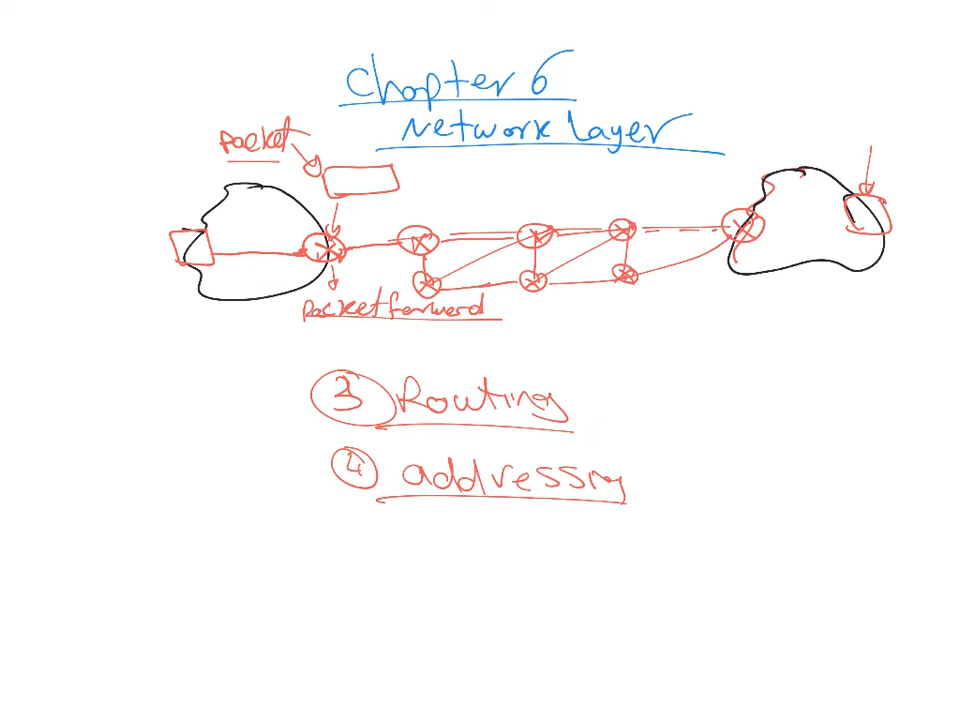 Chapter 6
Network Layer
Packet
Packet forward
3 Routing
4 addressing